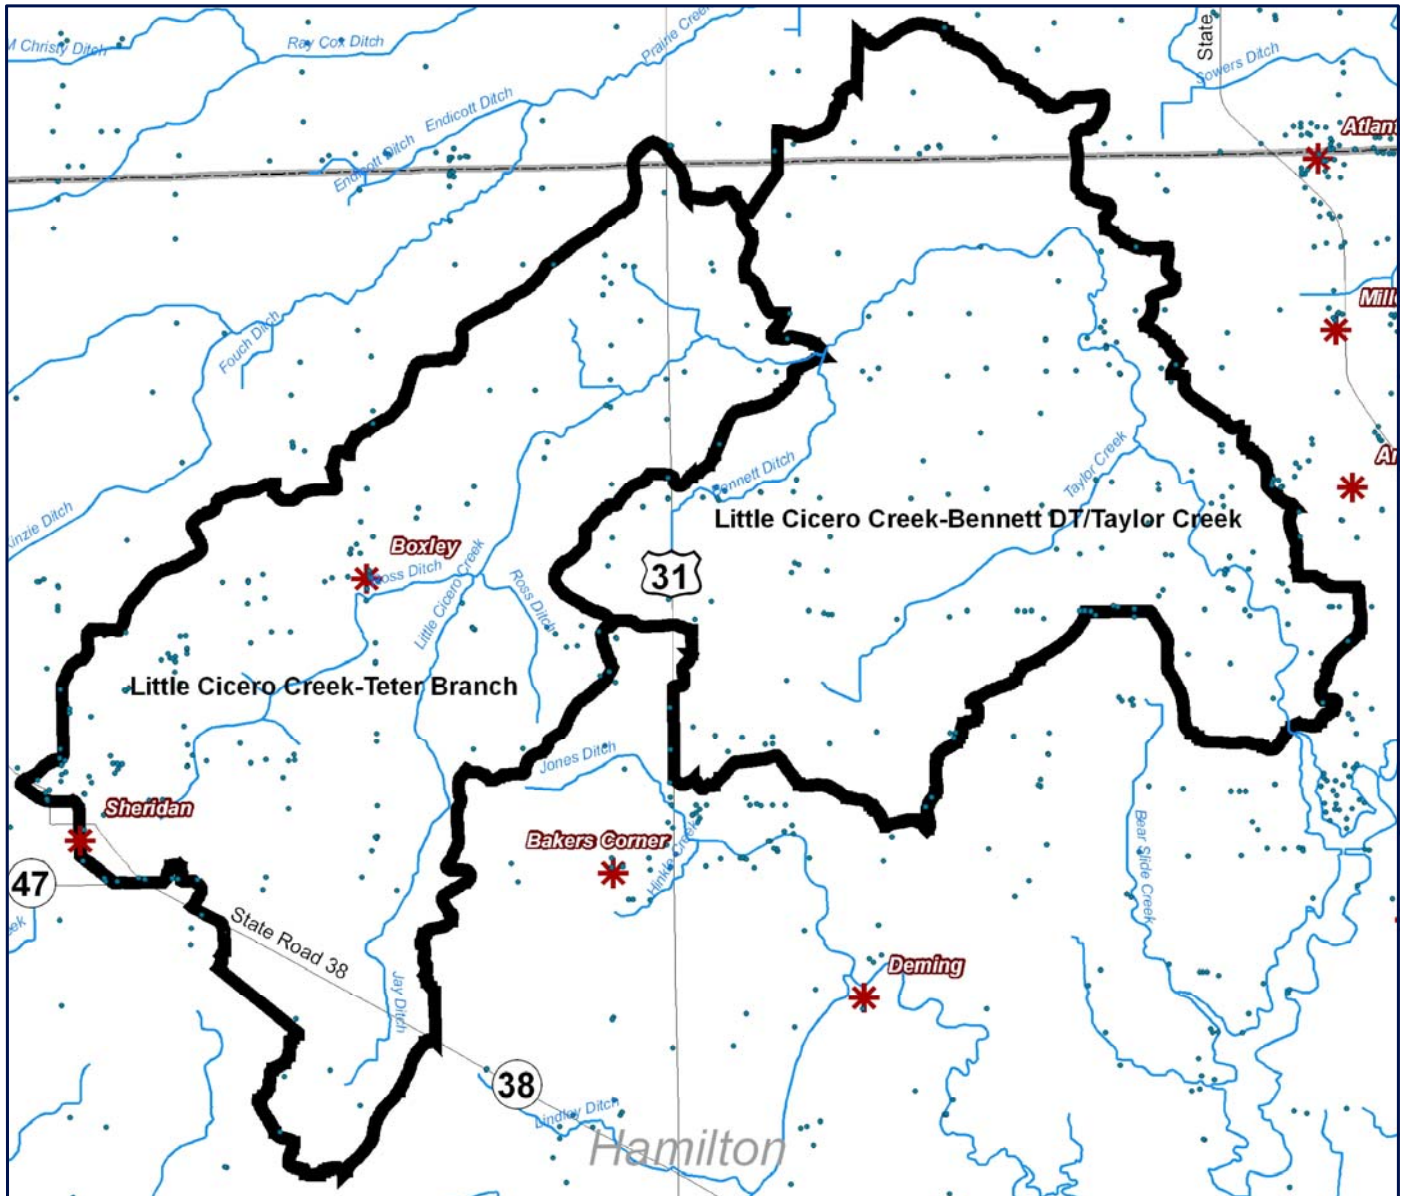 M Christy Ditch
Ray Cox Ditch
Prairie Creek
State
Sowers Ditch
Endicott Ditch
Endicott Ditch
Atlan
Mill
Fouch Ditch
Taylor Creek
A
Bennett Ditch
Kinzie Ditch
Little Cicero Creek-Bennett DT/Taylor Creek
Boxley
Ross Ditch
31
Little Cicero Creek
Ross Ditch
Little Cicero Creek-Teter Branch
Jones Ditch
Sheridan
Bakers Corner
Hinkle Creek
Bear Slide Creek
47
eek
State Road 38
Deming
Jay Ditch
38
Lindley Ditch
Hamilton